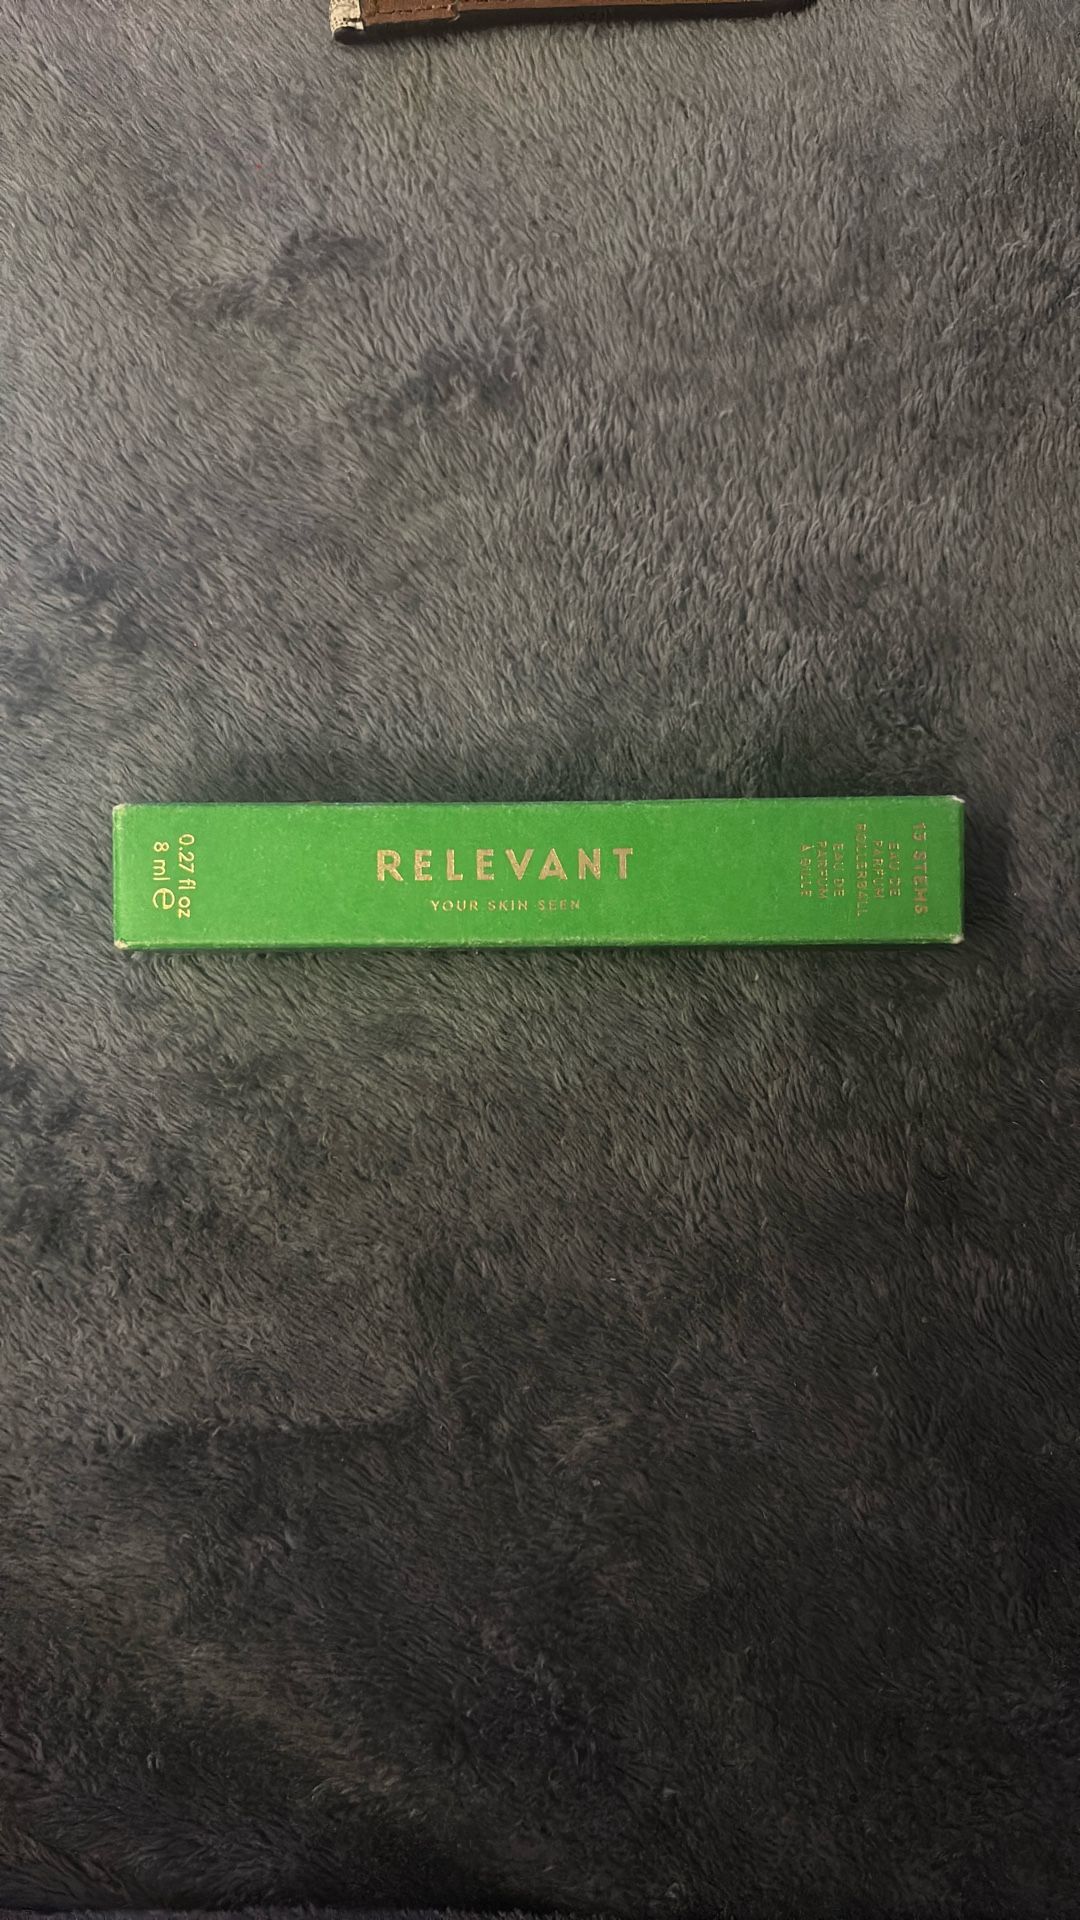 RELEVANT
YOUR SKIN SEEN
13 STEMS
EAU DE
PARFUM
ROLLERBALL
EAU DE
PARFUM
À BILLE
0.27 fl oz
8 ml e